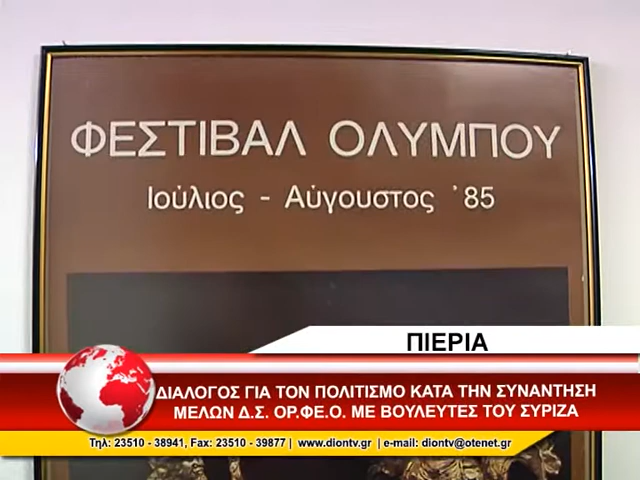 ΦΕΣΤΙΒΑΛ ΟΛΥΜΠΟΥ
Ιούλιος - Αύγουστος '85
ΠΙΕΡΙΑ
ΔΙΑΛΟΓΟΣ ΓΙΑ ΤΟΝ ΠΟΛΙΤΙΣΜΟ ΚΑΤΑ ΤΗΝ ΣΥΝΑΝΤΗΣΗ
ΜΕΛΩΝ Δ.Σ. ΟΡ.ΦΕ.Ο. ΜΕ ΒΟΥΛΕΥΤΕΣ ΤΟΥ ΣΥΡΙΖΑ
Τηλ: 23510 - 38941, Fax: 23510 - 39877 | www.diontv.gr | e-mail: diontv@otenet.gr